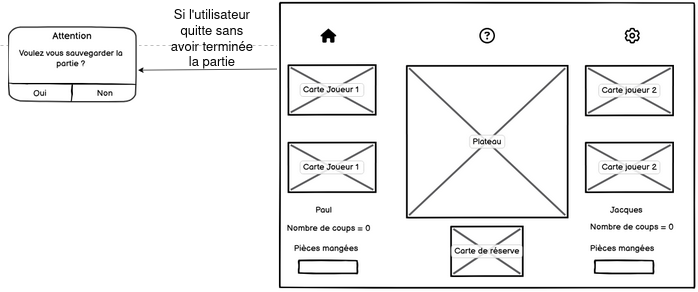 Attention
Voulez vous sauvegarder la
partie ?
Oui
Non
Si l'utilisateur
quitte sans
avoir terminée
la partie
?
Carte Joueur 1
Carte joueur 2
Plateau
Carte Joueur 1
Carte joueur 2
Paul
Jacques
Nombre de coups = 0
Nombre de coups = 0
Pièces mangées
Carte de réserve
Pièces mangées